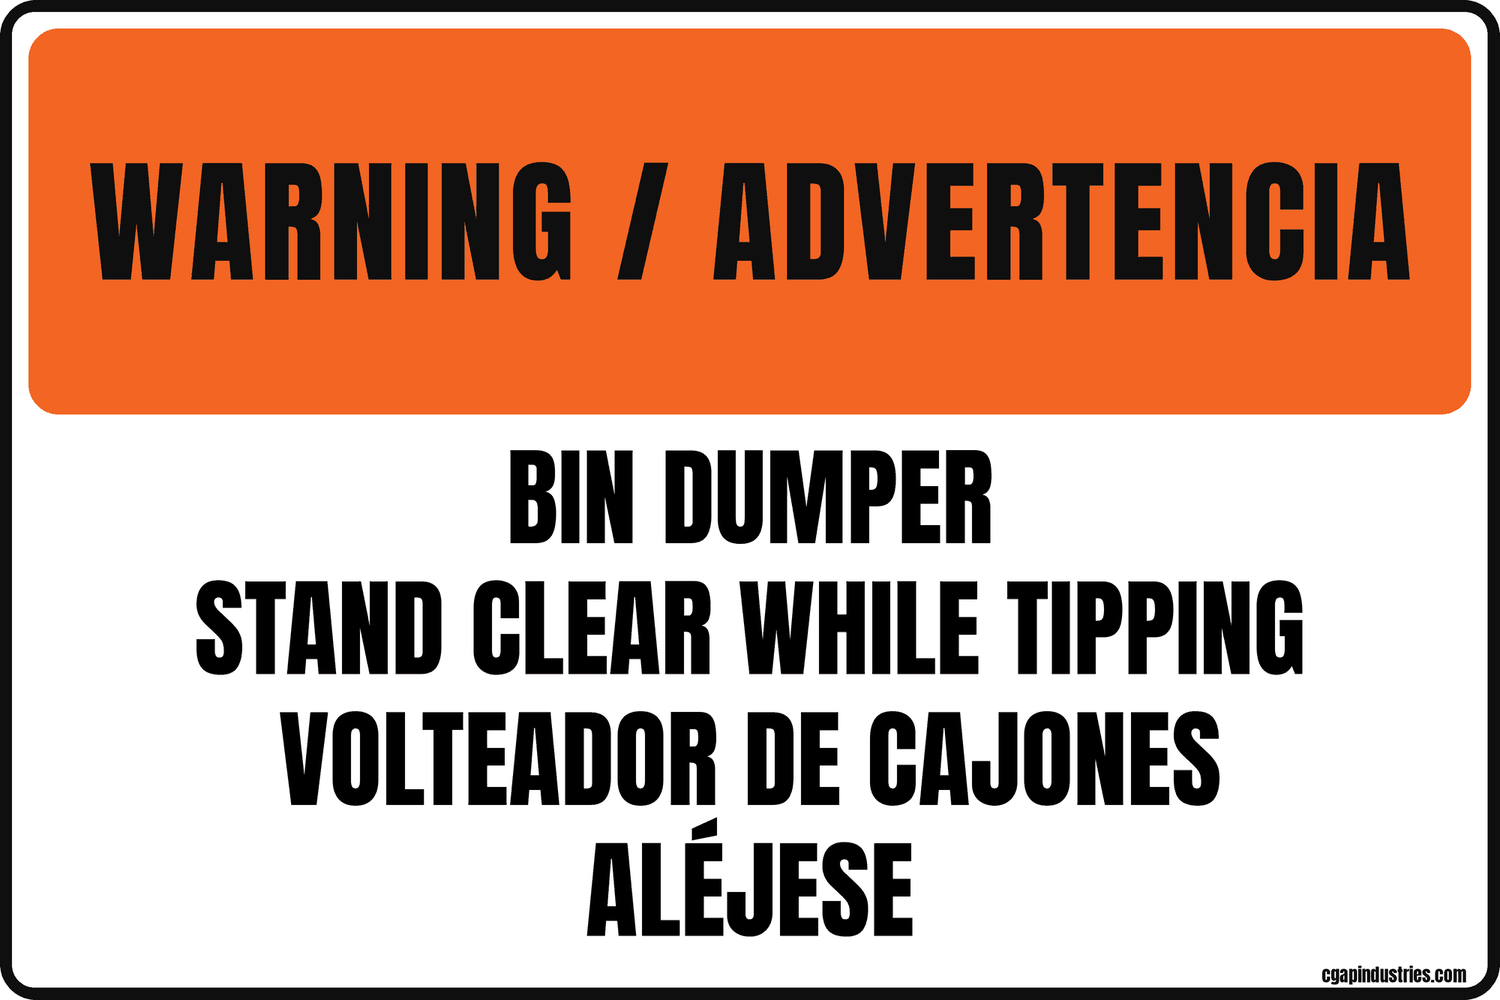 WARNING / ADVERTENCIA
BIN DUMPER
STAND CLEAR WHILE TIPPING
VOLTEADOR DE CAJONES
ALÉJESE
cgapindustries.com